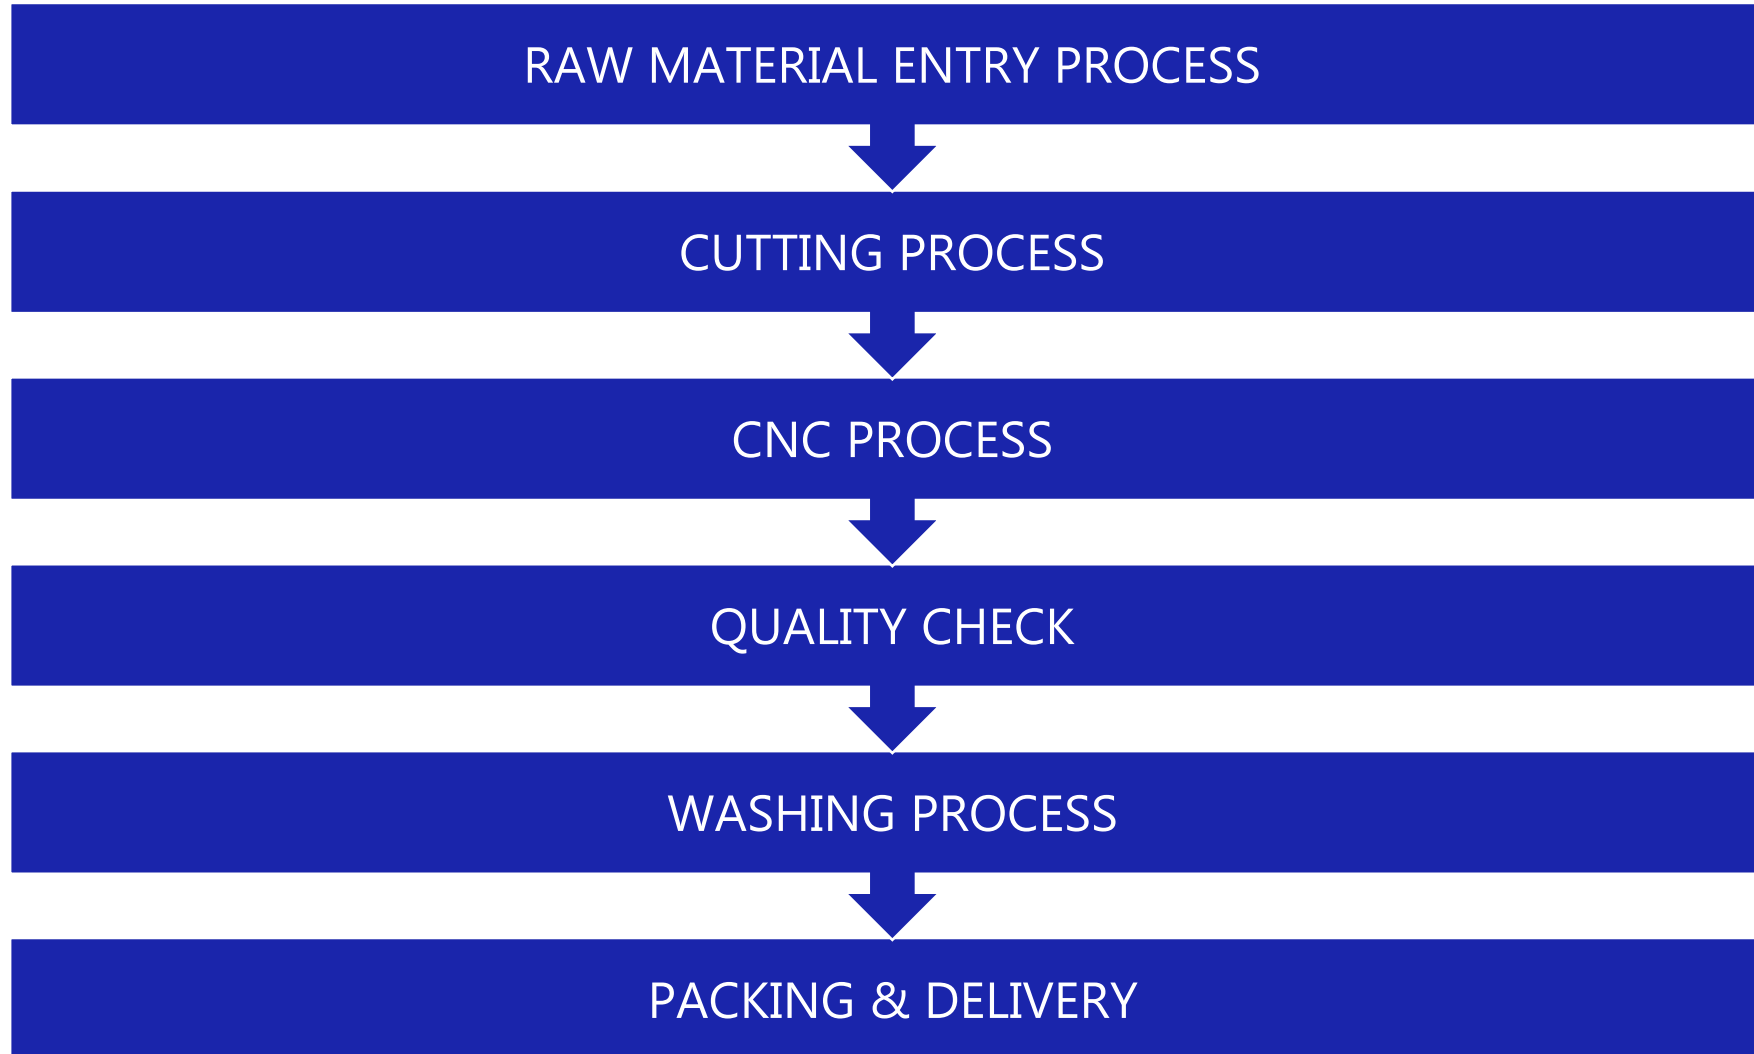 RAW MATERIAL ENTRY PROCESS
CUTTING PROCESS
CNC PROCESS
QUALITY CHECK
WASHING PROCESS
PACKING & DELIVERY